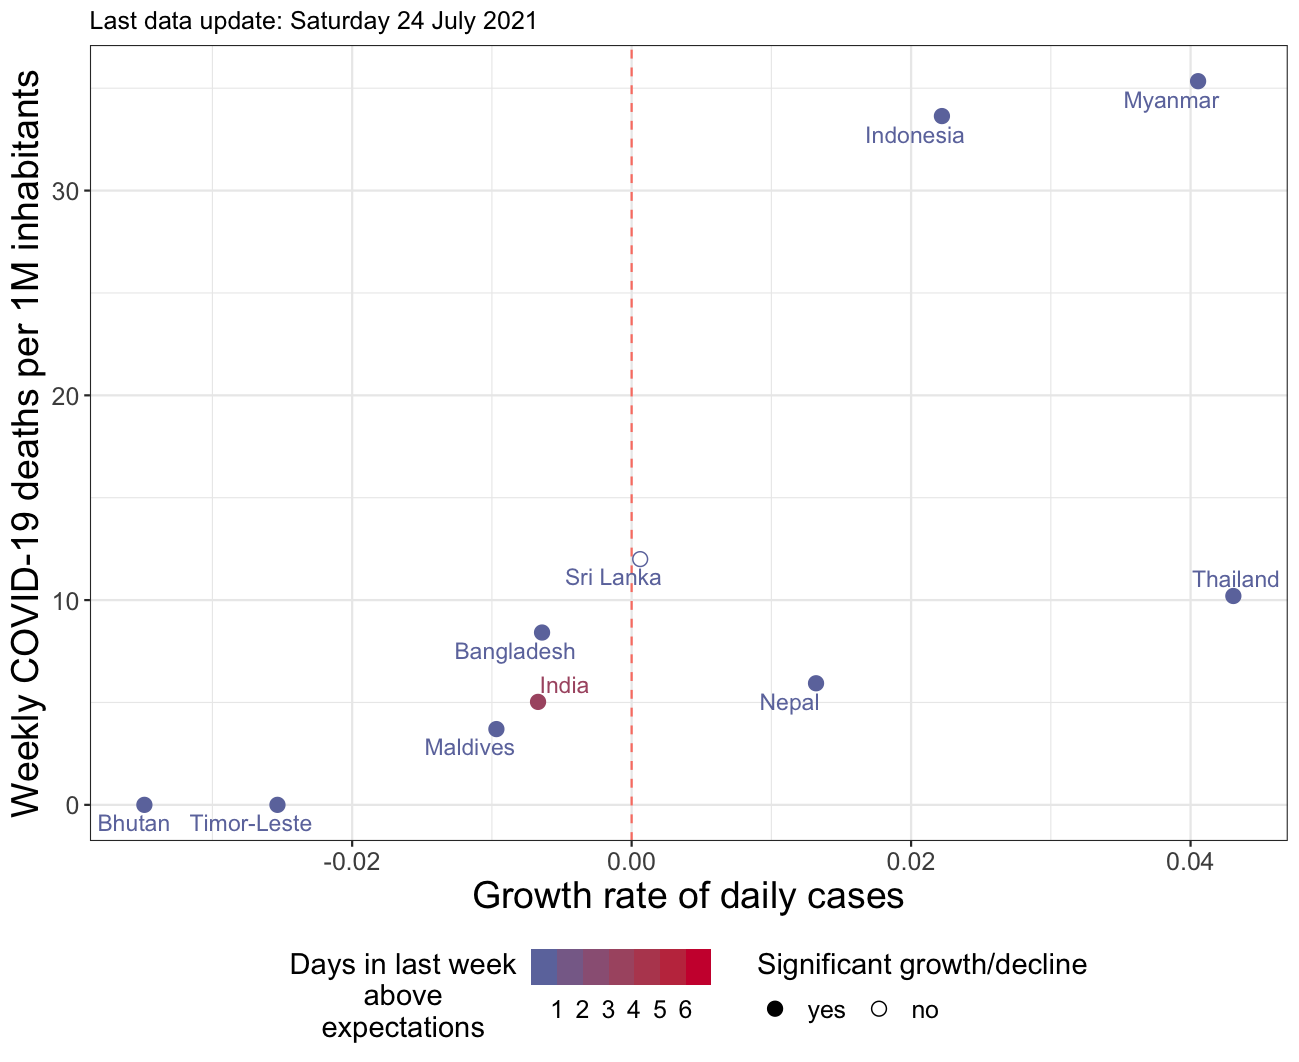 Last data update: Saturday 24 July 2021
Weekly COVID-19 deaths per 1M inhabitants
30
20
10
0
Myanmar
Indonesia
Sri Lanka
Thailand
Bangladesh
India
Nepal
Maldives
Bhutan
Timor-Leste
-0.02
0.00
0.02
0.04
Growth rate of daily cases
Days in last week
above
expectations
1 2 3 4 5 6
Significant growth/decline
yes no